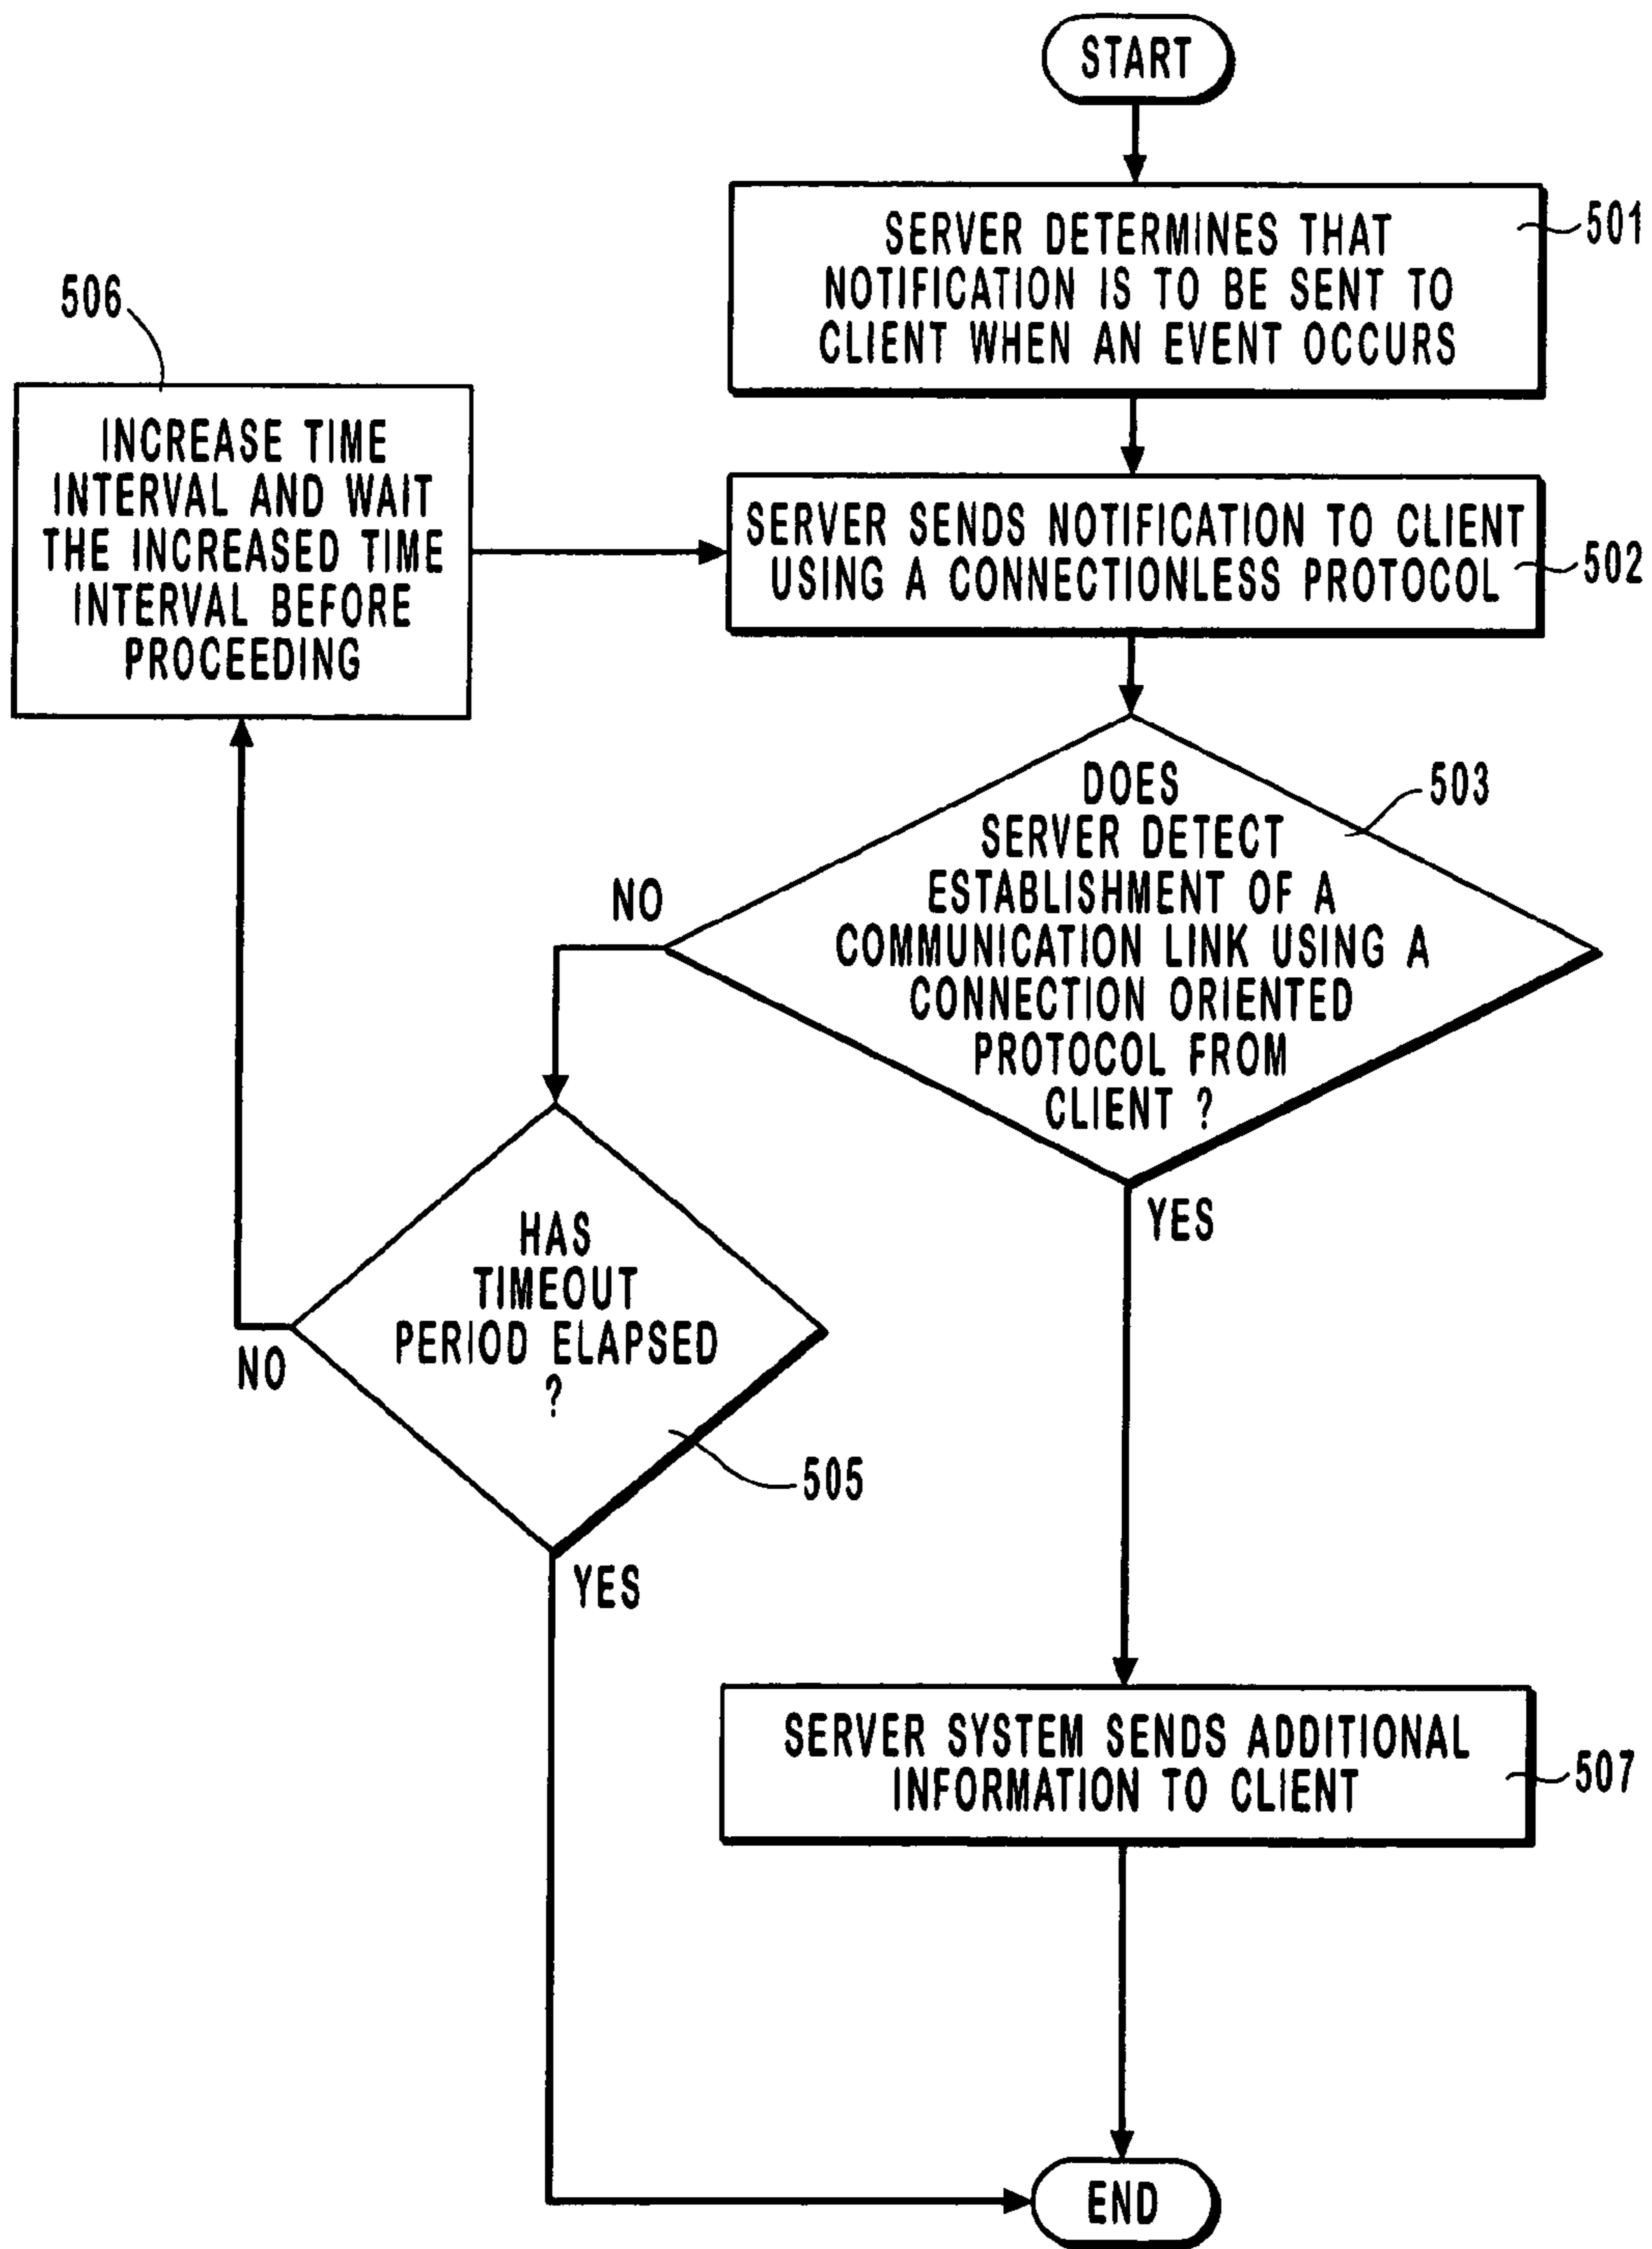 START
SERVER DETERMINES THAT
NOTIFICATION IS TO BE SENT TO
CLIENT WHEN AN EVENT OCCURS
501
506
INCREASE TIME
INTERVAL AND WAIT
THE INCREASED TIME
INTERVAL BEFORE
PROCEEDING
SERVER SENDS NOTIFICATION TO CLIENT
USING A CONNECTIONLESS PROTOCOL
502
DOES
SERVER DETECT
ESTABLISHMENT OF A
COMMUNICATION LINK USING A
CONNECTION ORIENTED
PROTOCOL FROM
CLIENT ?
503
NO
YES
HAS
TIMEOUT
PERIOD ELAPSED
?
505
NO
YES
SERVER SYSTEM SENDS ADDITIONAL
INFORMATION TO CLIENT
507
END